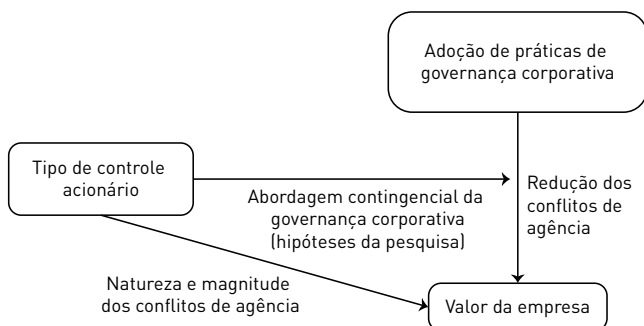 Adoção de práticas de
governança corporativa
Tipo de controle
acionário
Abordagem contingencial da
governança corporativa
(hipóteses da pesquisa)
Redução dos
conflitos de
agência
Natureza e magnitude
dos conflitos de agência
Valor da empresa